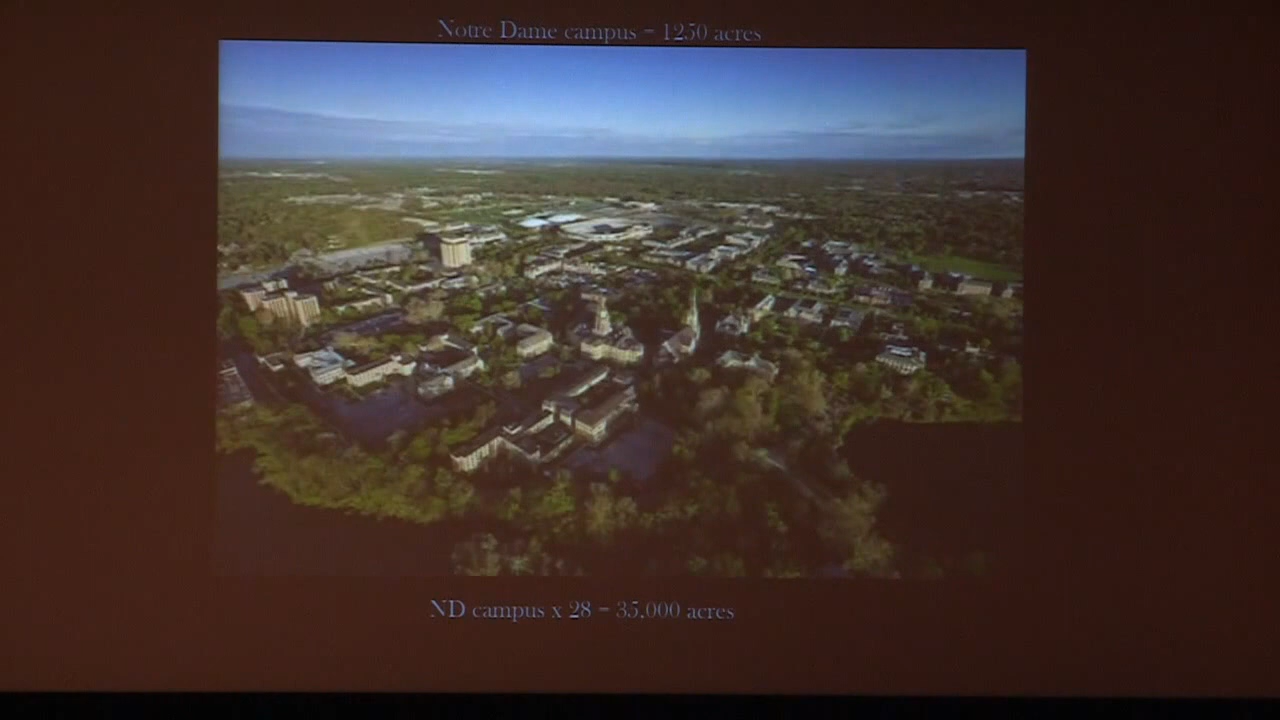 Notre Dame campus = 1250 acres
ND campus x 28 = 35,000 acres